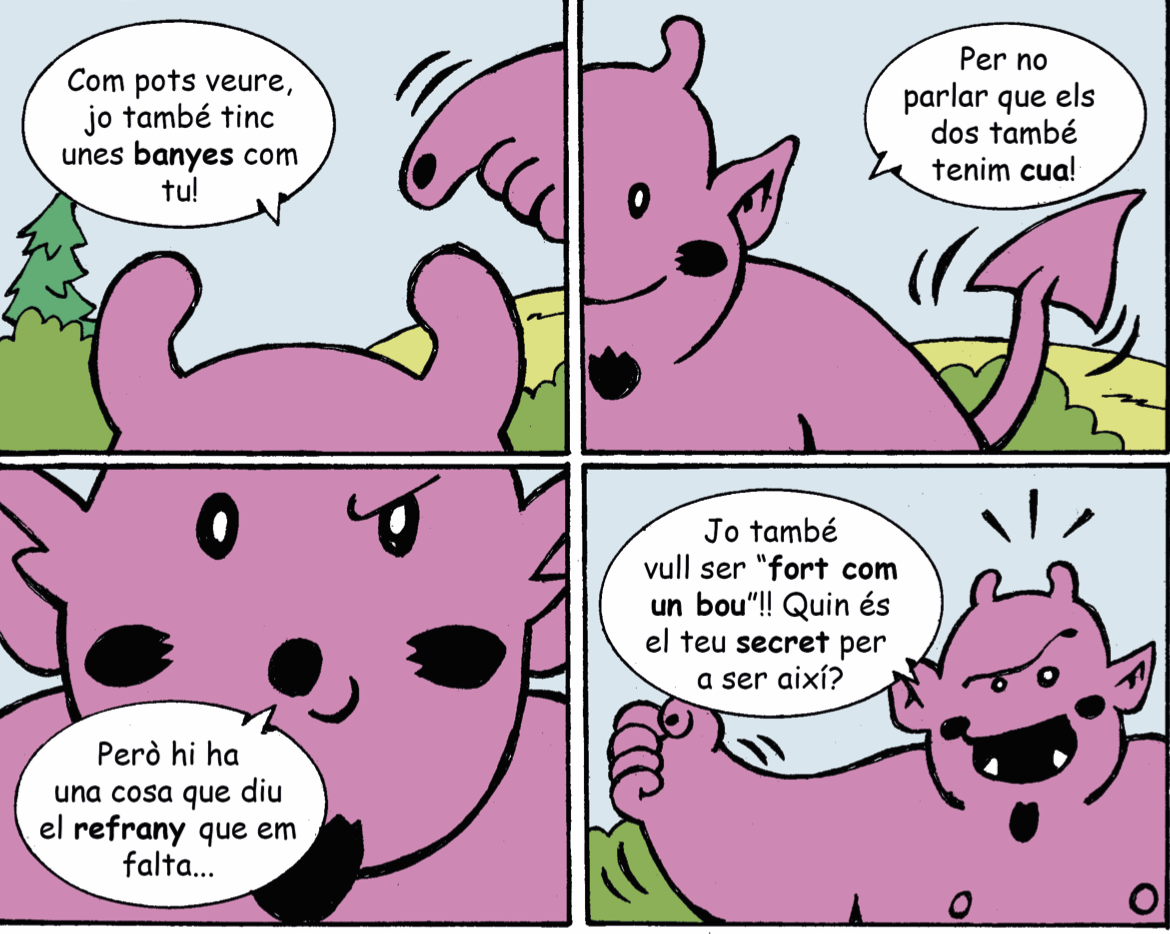 Com pots veure,
jo també tinc
unes banyes com
tu!
Per no
parlar que els
dos també
tenim cua!
Però hi ha
una cosa que diu
el refrany que em
falta...
Jo també
vull ser "fort com
un bou"!! Quin és
el teu secret per
a ser així?